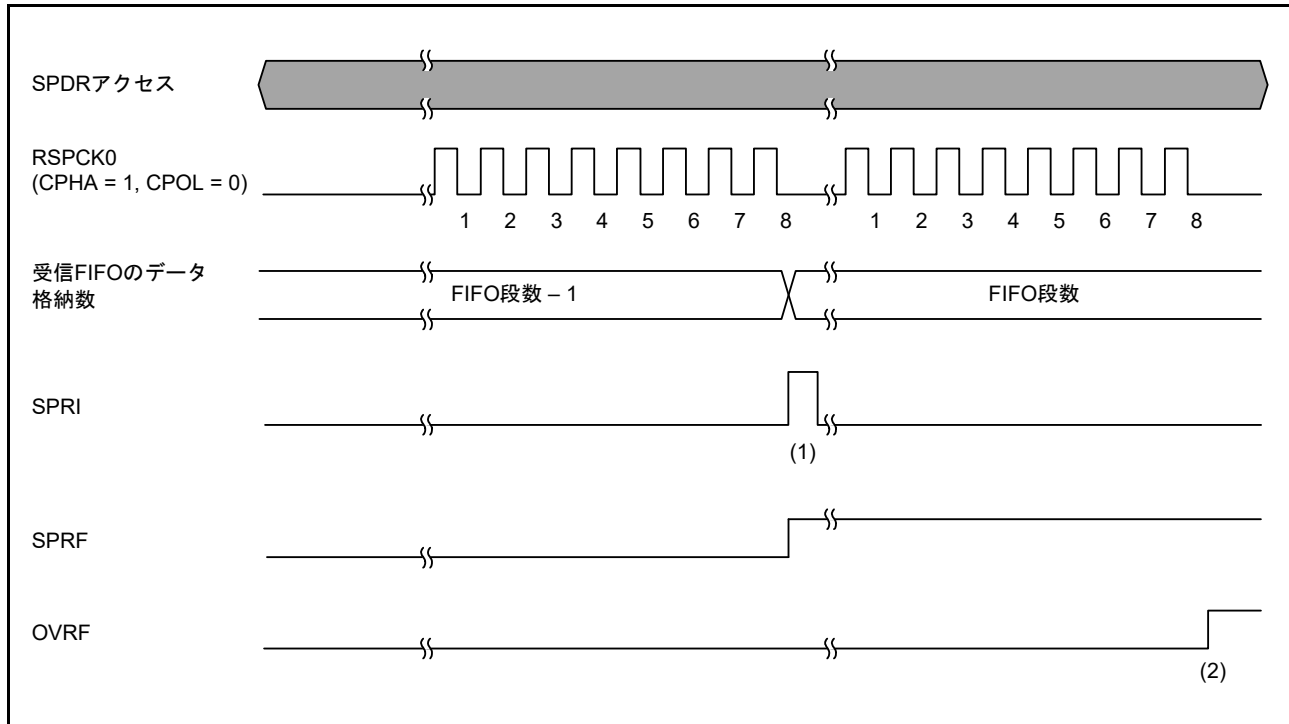 SPDRアクセス
RSPCK0
(CPHA = 1, CPOL = 0)
1 2 3 4 5 6 7 8 1 2 3 4 5 6 7 8
受信FIFOのデータ
格納数
FIFO段数 – 1 FIFO段数
SPRI
(1)
SPRF
OVRF
(2)